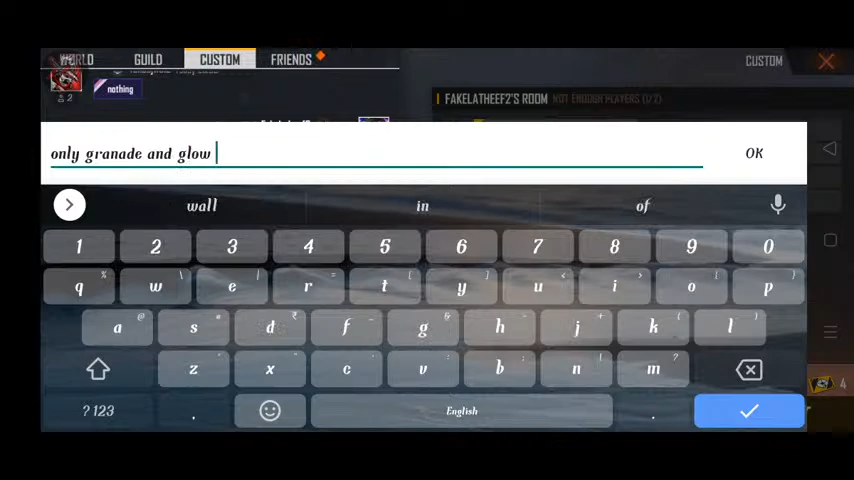 WORLD GUILD CUSTOM FRIENDS
CUSTOM
nothing
2
FAKELATHEEF2'S ROOM NOT ENOUGH PLAYERS (1/2)
only granade and glow
OK
wall in of
1 2 3 4 5 6 7 8 9 0
q % w \ e | r = t [ y ] u < i > o { p }
a @ s # d ₹ f _ g & h - j + k ( l )
z * x " c ' v : b ; n ! m ?
?123 . English .
4